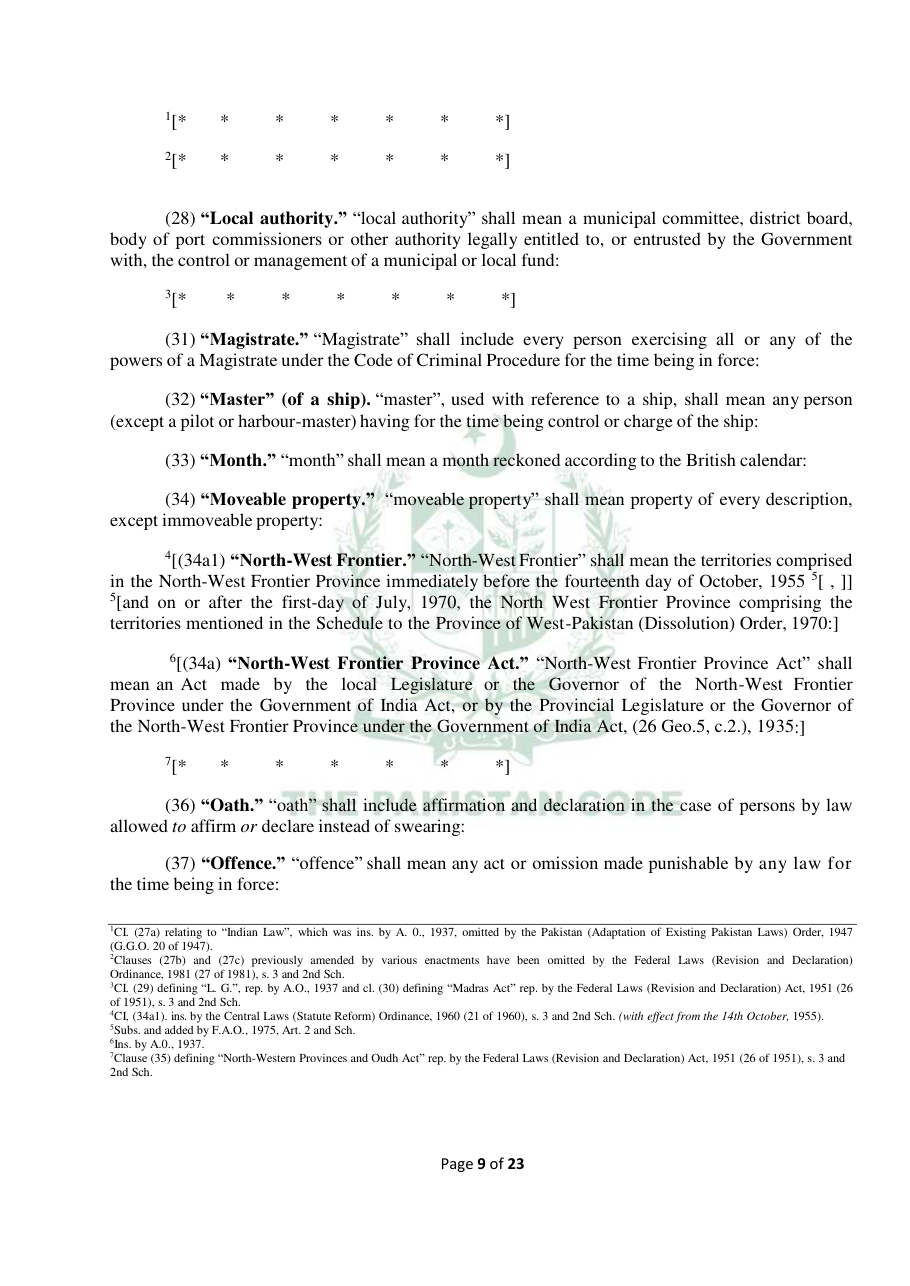 1[* * * * * * *]
2[* * * * * * *]
(28) “Local authority.” “local authority” shall mean a municipal committee, district board,
body of port commissioners or other authority legally entitled to, or entrusted by the Government
with, the control or management of a municipal or local fund:
3[* * * * * * *]
(31) “Magistrate.” “Magistrate” shall include every person exercising all or any of the
powers of a Magistrate under the Code of Criminal Procedure for the time being in force:
(32) “Master” (of a ship). “master”, used with reference to a ship, shall mean any person
(except a pilot or harbour-master) having for the time being control or charge of the ship:
(33) “Month.” “month” shall mean a month reckoned according to the British calendar:
(34) “Moveable property.” “moveable property” shall mean property of every description,
except immoveable property:
4[(34a1) “North-West Frontier.” “North-West Frontier” shall mean the territories comprised
in the North-West Frontier Province immediately before the fourteenth day of October, 1955 5[ , ]]
5[and on or after the first-day of July, 1970, the North West Frontier Province comprising the
territories mentioned in the Schedule to the Province of West-Pakistan (Dissolution) Order, 1970:]
6[(34a) “North-West Frontier Province Act.” “North-West Frontier Province Act” shall
mean an Act made by the local Legislature or the Governor of the North-West Frontier
Province under the Government of India Act, or by the Provincial Legislature or the Governor of
the North-West Frontier Province under the Government of India Act, (26 Geo.5, c.2.), 1935:]
7[* * * * * * *]
THE PAKISTAN CODE
(36) “Oath.” “oath” shall include affirmation and declaration in the case of persons by law
allowed to affirm or declare instead of swearing:
(37) “Offence.” “offence” shall mean any act or omission made punishable by any law for
the time being in force:
1CI. (27a) relating to “Indian Law”, which was ins. by A. 0., 1937, omitted by the Pakistan (Adaptation of Existing Pakistan Laws) Order, 1947
(G.G.O. 20 of 1947).
2Clauses (27b) and (27c) previously amended by various enactments have been omitted by the Federal Laws (Revision and Declaration)
Ordinance, 1981 (27 of 1981), s. 3 and 2nd Sch.
3CI. (29) defining “L. G.”, rep. by A.O., 1937 and cl. (30) defining “Madras Act” rep. by the Federal Laws (Revision and Declaration) Act, 1951 (26
of 1951), s. 3 and 2nd Sch.
4CI, (34a1). ins. by the Central Laws (Statute Reform) Ordinance, 1960 (21 of 1960), s. 3 and 2nd Sch. (with effect from the 14th October, 1955).
5Subs. and added by F.A.O., 1975, Art. 2 and Sch.
6Ins. by A.0., 1937.
7Clause (35) defining “North-Western Provinces and Oudh Act” rep. by the Federal Laws (Revision and Declaration) Act, 1951 (26 of 1951), s. 3 and
2nd Sch.
Page 9 of 23